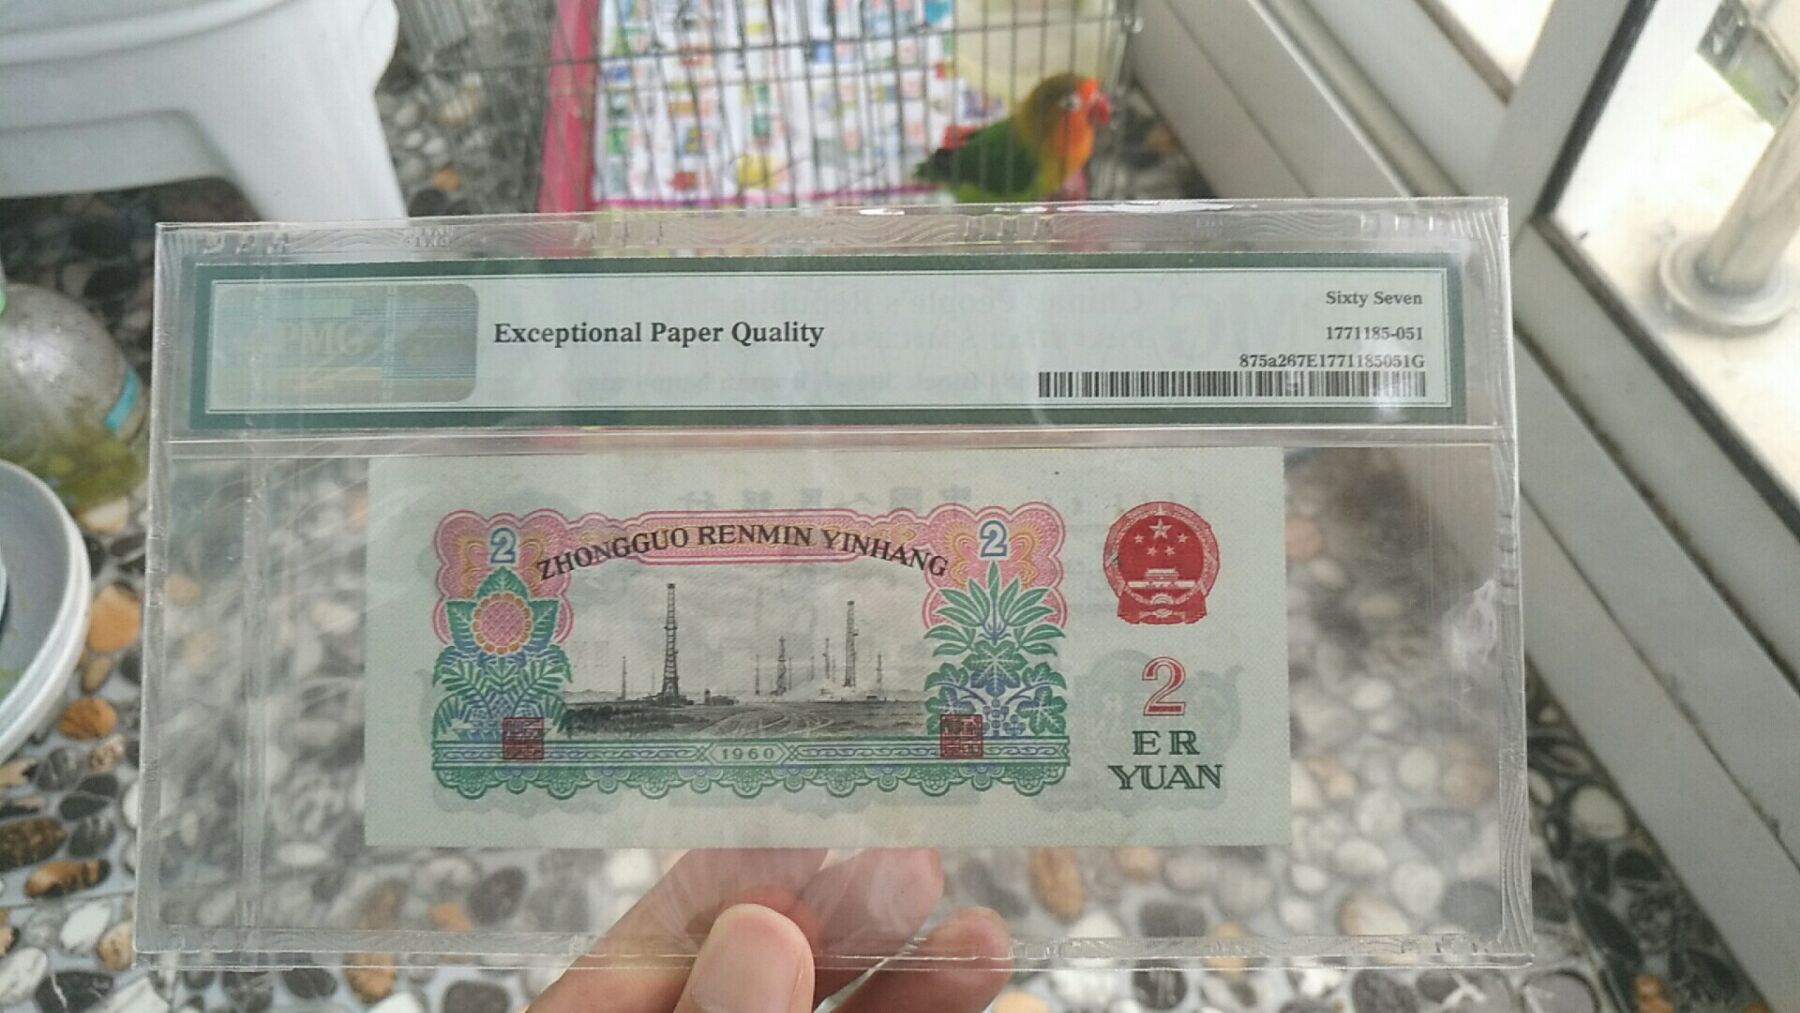 PMG
Exceptional Paper Quality
Sixty Seven
1771185-051
875a267E1771185051G
2
ZHONGGUO RENMIN YINHANG
2
1960
2
ER
YUAN